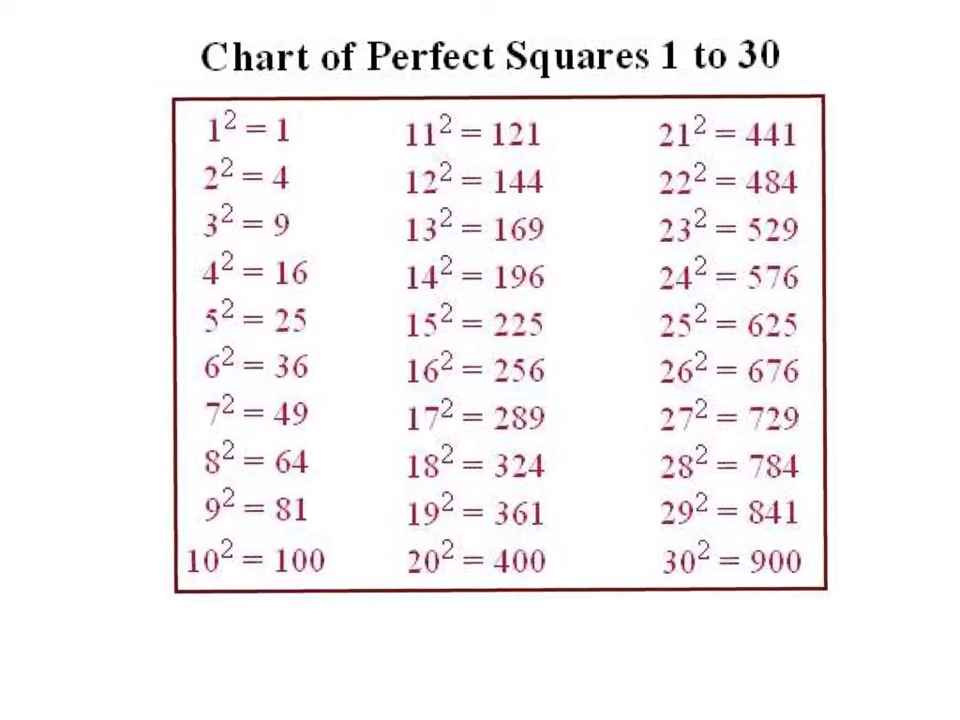 Chart of Perfect Squares 1 to 30
1² = 1 11² = 121 21² = 441
2² = 4 12² = 144 22² = 484
3² = 9 13² = 169 23² = 529
4² = 16 14² = 196 24² = 576
5² = 25 15² = 225 25² = 625
6² = 36 16² = 256 26² = 676
7² = 49 17² = 289 27² = 729
8² = 64 18² = 324 28² = 784
9² = 81 19² = 361 29² = 841
10² = 100 20² = 400 30² = 900